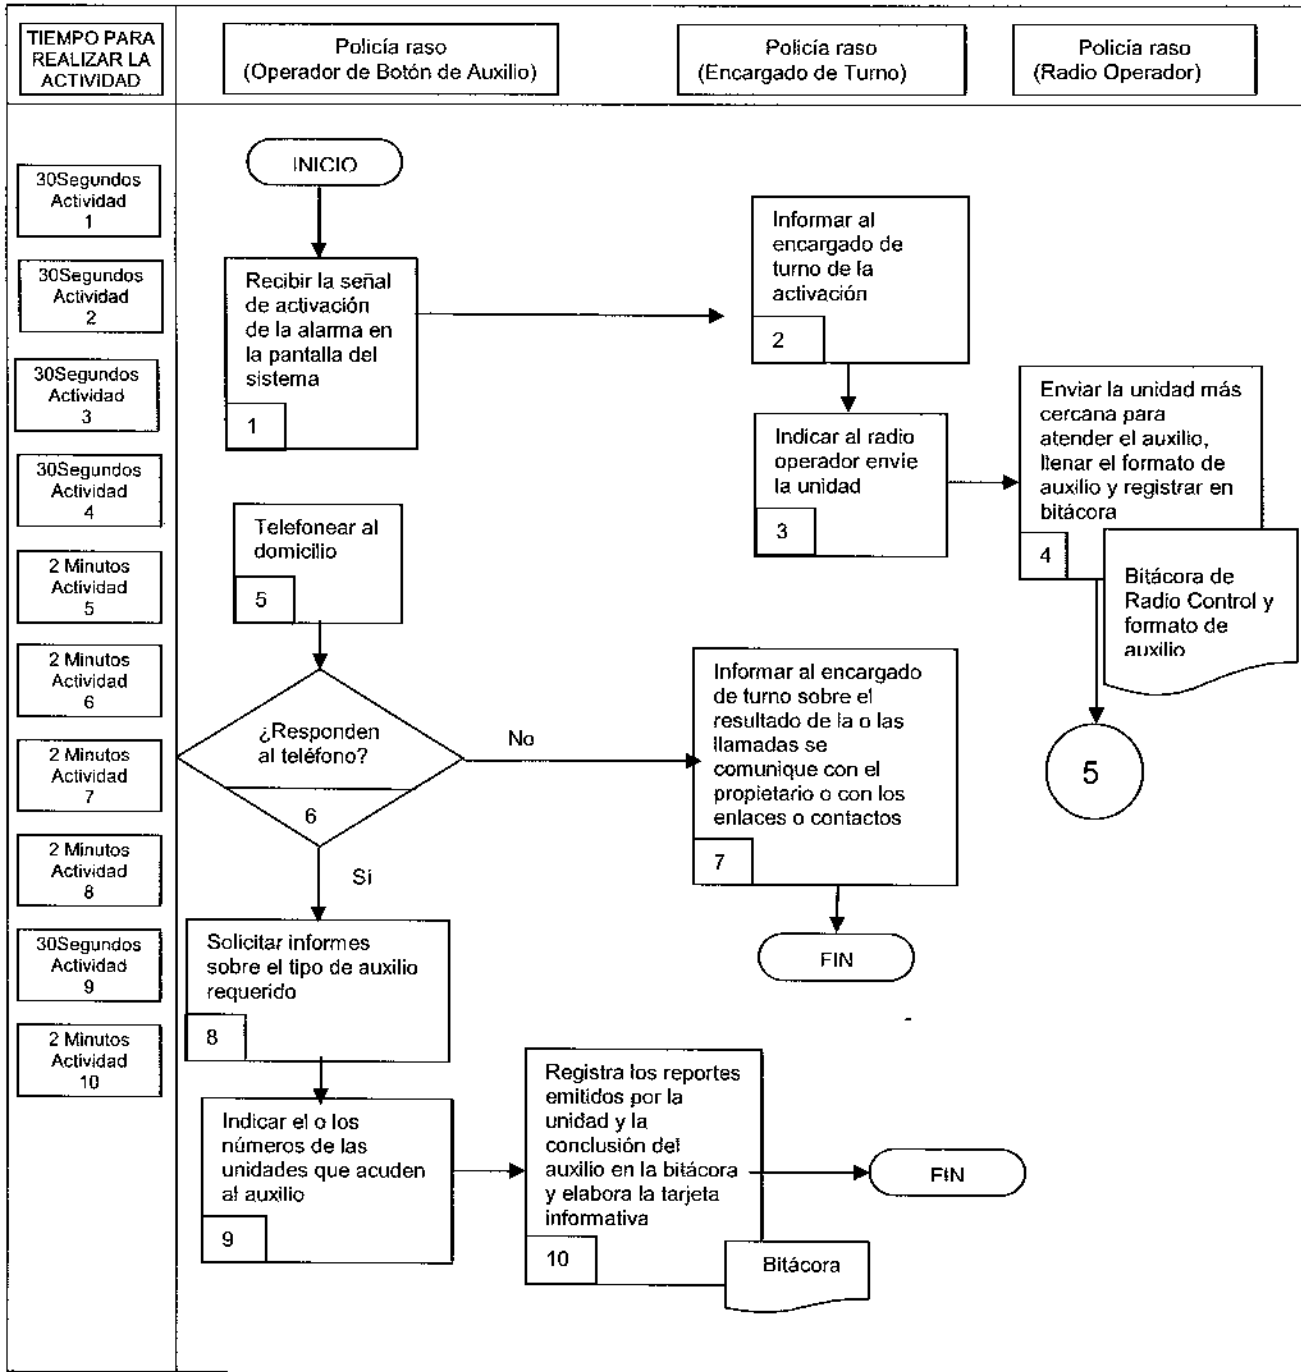 TIEMPO PARA
REALIZAR LA
ACTIVIDAD
Policía raso
(Operador de Botón de Auxilio)
Policía raso
(Encargado de Turno)
Policía raso
(Radio Operador)
30Segundos
Actividad
1
30Segundos
Actividad
2
30Segundos
Actividad
3
30Segundos
Actividad
4
2 Minutos
Actividad
5
2 Minutos
Actividad
6
2 Minutos
Actividad
7
2 Minutos
Actividad
8
30Segundos
Actividad
9
2 Minutos
Actividad
10
INICIO
Recibir la señal
de activación
de la alarma en
la pantalla del
sistema
1
Informar al
encargado de
turno de la
activación
2
Indicar al radio
operador envie
la unidad
3
Enviar la unidad más
cercana para
atender el auxilio,
llenar el formato de
auxilio y registrar en
bitácora
4
Bitácora de
Radio Control y
formato de
auxilio
5
Telefonear al
domicilio
5
¿Responden
al teléfono?
6
No
Sí
Informar al encargado
de turno sobre el
resultado de la o las
llamadas se
comunique con el
propietario o con los
enlaces o contactos
7
FIN
Solicitar informes
sobre el tipo de auxilio
requerido
8
Indicar el o los
números de las
unidades que acuden
al auxilio
9
Registra los reportes
emitidos por la
unidad y la
conclusión del
auxilio en la bitácora
y elabora la tarjeta
informativa
10
Bitácora
FIN